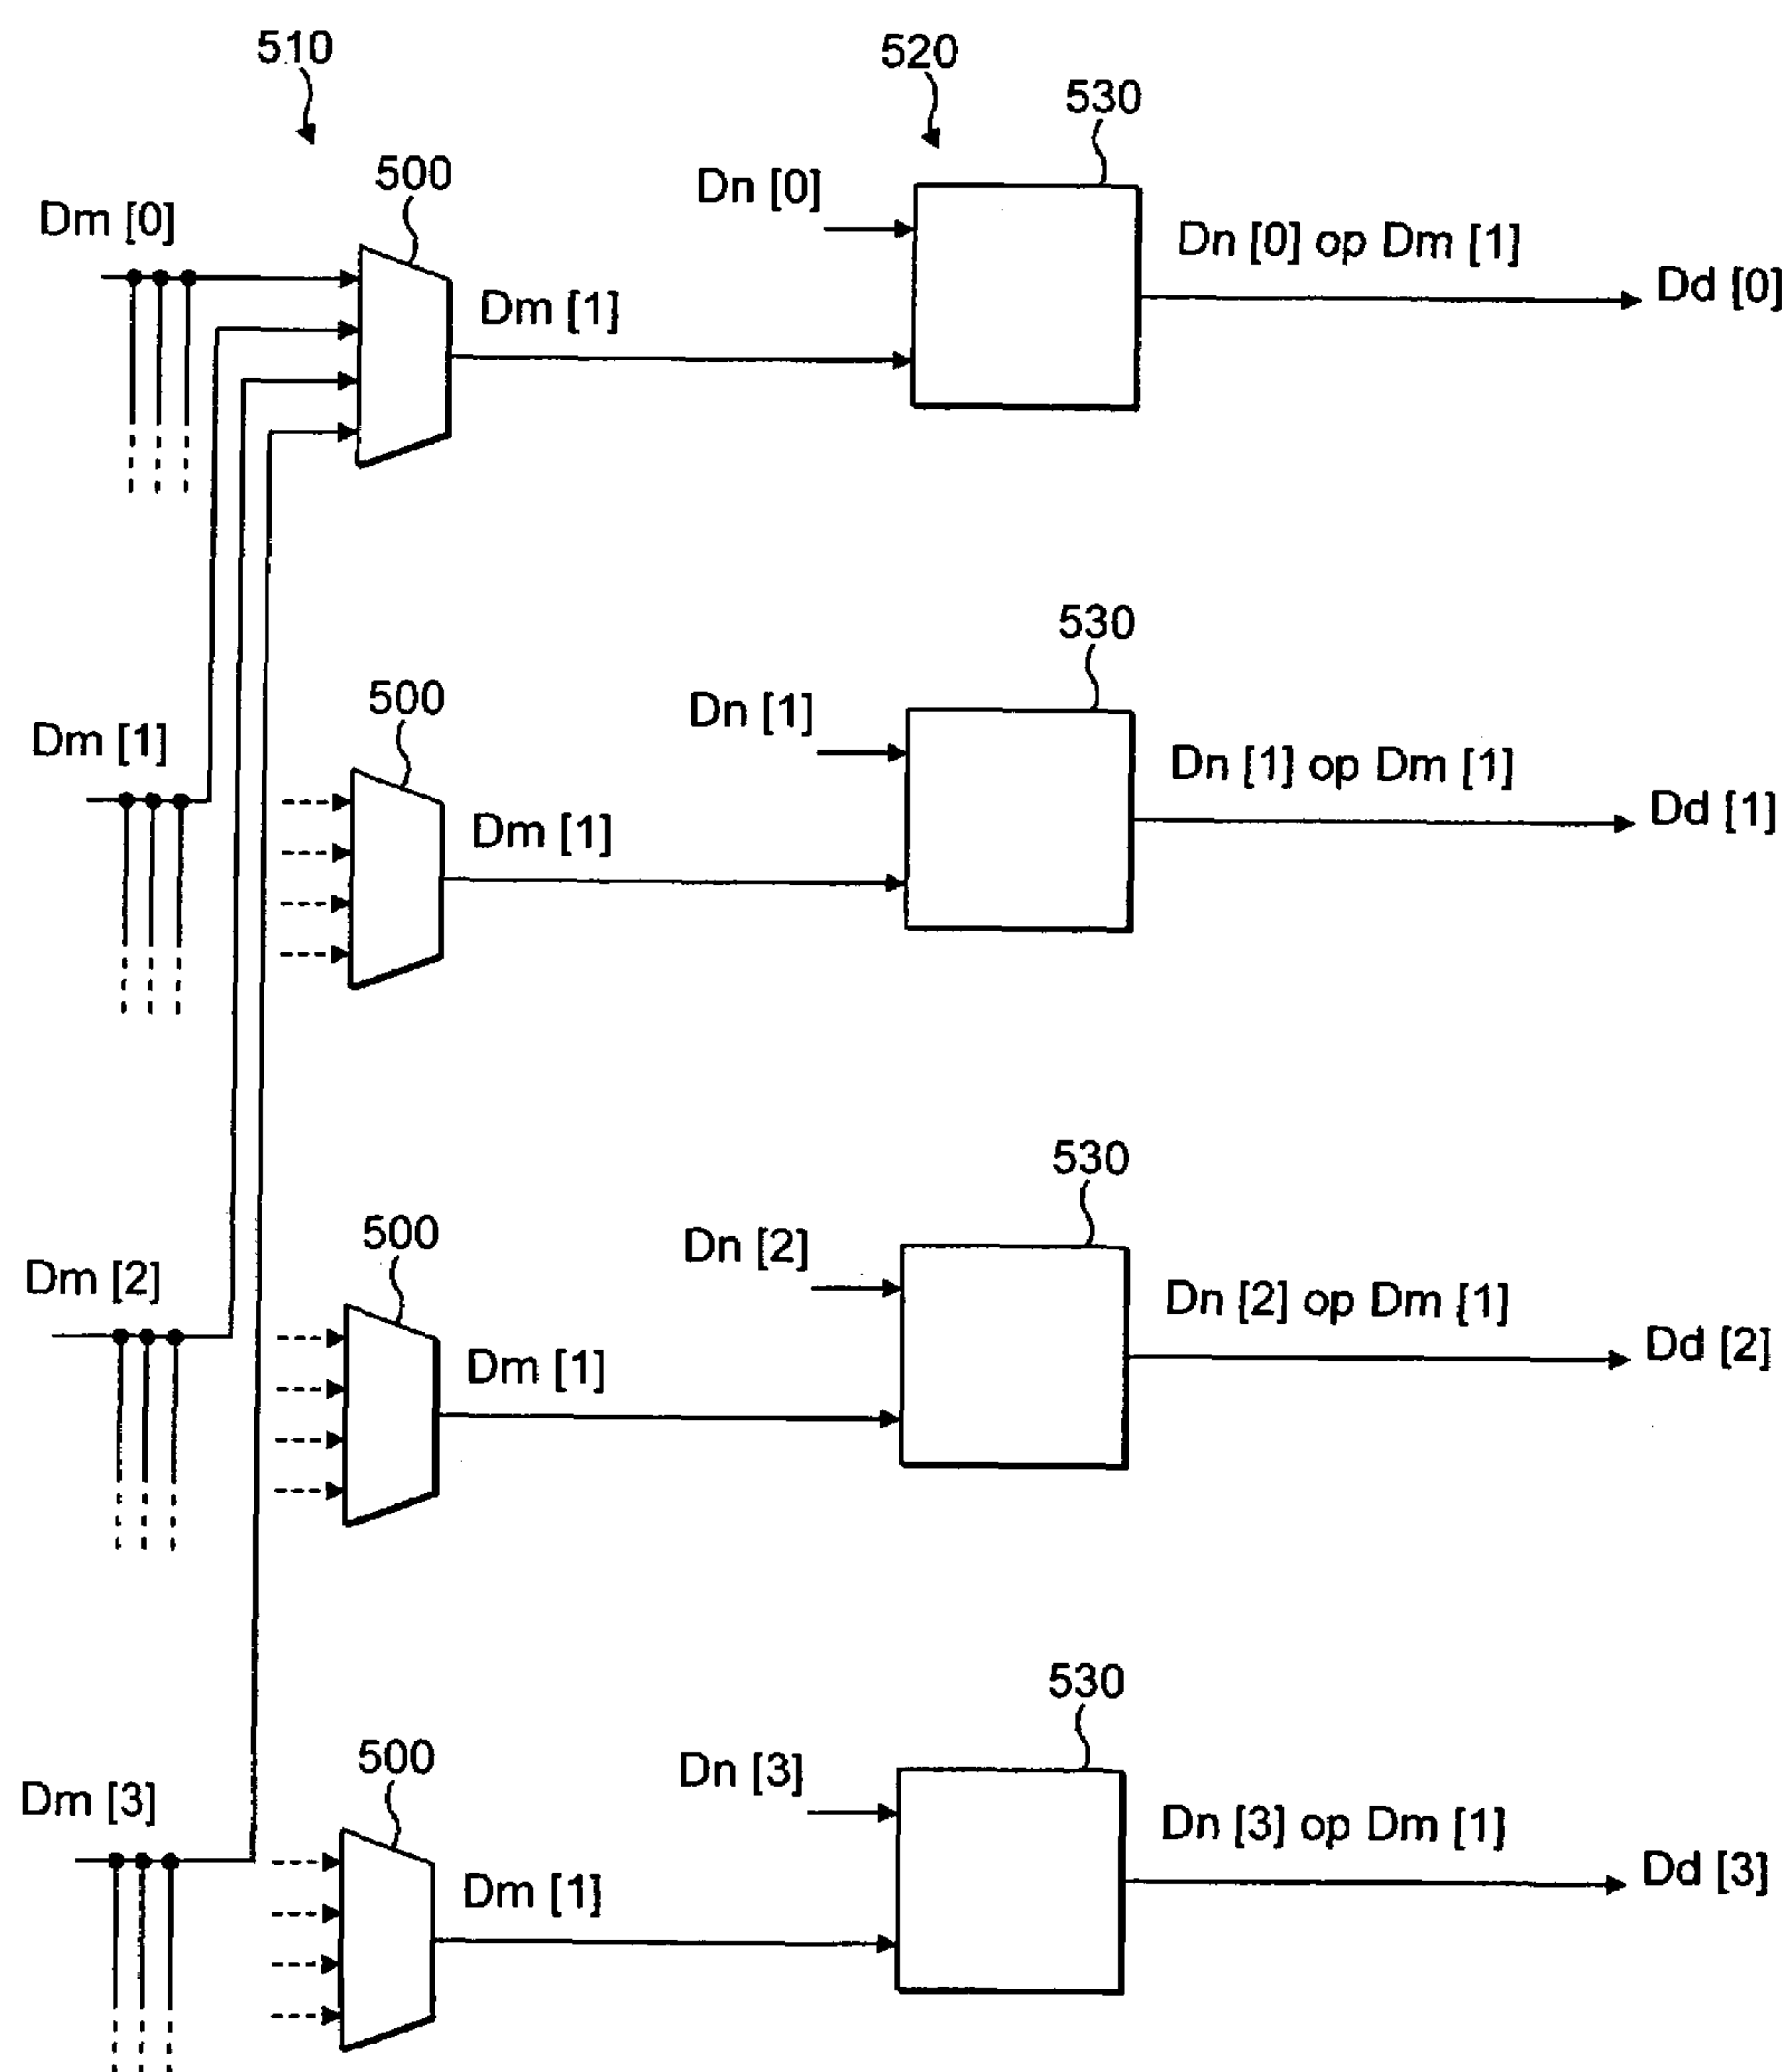 510
520
530
500
Dn [0]
Dm [0]
Dn [0] op Dm [1]
Dd [0]
Dm [1]
530
500
Dn [1]
Dm [1]
Dn [1] op Dm [1]
Dd [1]
Dm [1]
530
500
Dn [2]
Dm [2]
Dn [2] op Dm [1]
Dd [2]
Dm [1]
530
500
Dn [3]
Dm [3]
Dn [3] op Dm [1]
Dd [3]
Dm [1]